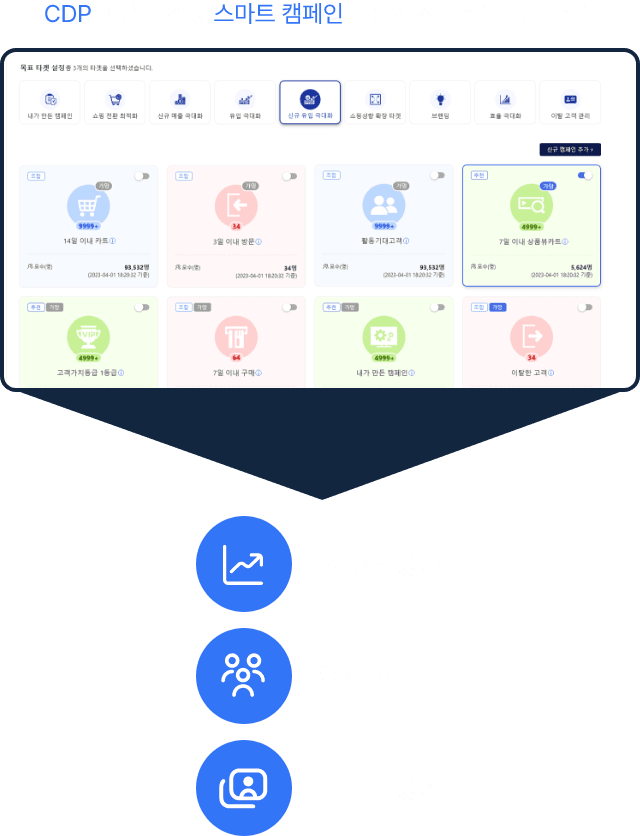 CDP 스마트 캠페인
목표 타겟 설정 총 3개의 타겟을 선택하셨습니다.
내가 만든 캠페인 쇼핑 전환 최적화 신규 매출 극대화 유입 극대화 신규 유입 극대화 쇼핑성향 확장 타겟 브랜딩 효율 극대화 이탈 고객 관리
신규 캠페인 추가 +
조립 조립 조립 추천
가망 가망 가망 가망
9999+ 34 9999+ 4999+
14일 이내 카트 3일 이내 방문 활동기대고객 7일 이내 상품뷰카트
모수(명) 93,532명 모수(명) 34명 모수(명) 93,532명 모수(명) 5,624명
(2023-04-01 18:20:32 기준) (2023-04-01 18:20:32 기준) (2023-04-01 18:20:32 기준) (2023-04-01 18:20:32 기준)
추천 가망 조립 가망 추천 가망 조립 가망
VIP
4999+ 64 4999+ 34
고객가치등급 1등급 7일 이내 구매 내가 만든 캠페인 이탈한 고객